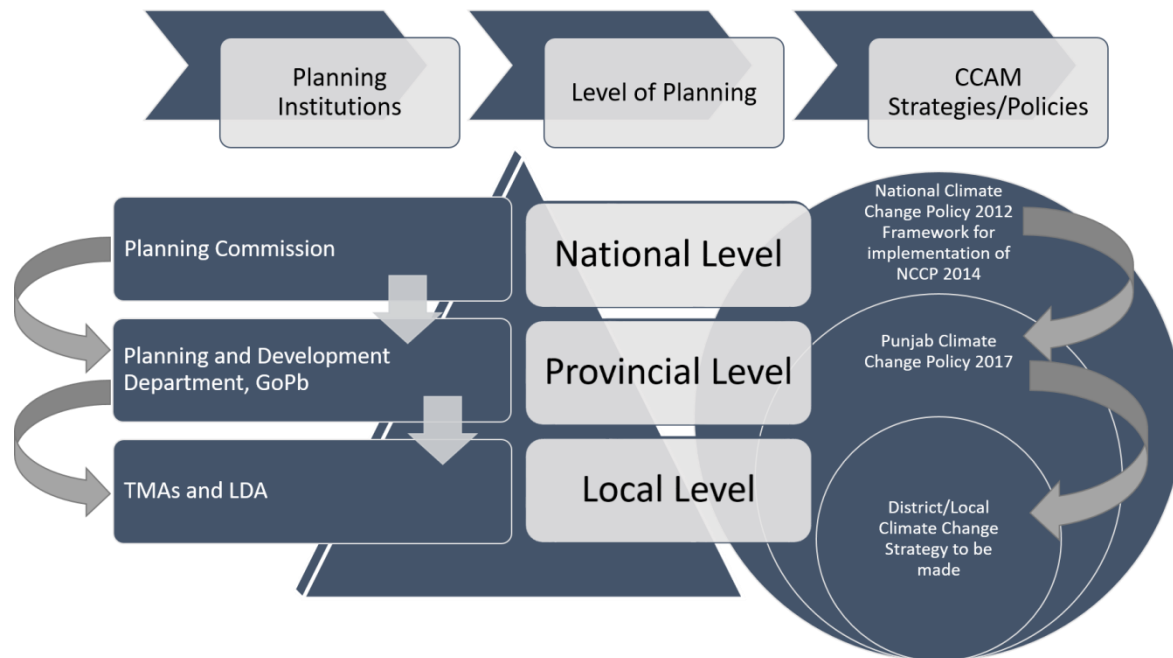 Planning
Institutions
Level of Planning
CCAM
Strategies/Policies
Planning Commission
National Level
National Climate
Change Policy 2012
Framework for
implementation of
NCCP 2014
Planning and Development
Department, GoPb
Provincial Level
Punjab Climate
Change Policy 2017
TMAs and LDA
Local Level
District/Local
Climate Change
Strategy to be
made